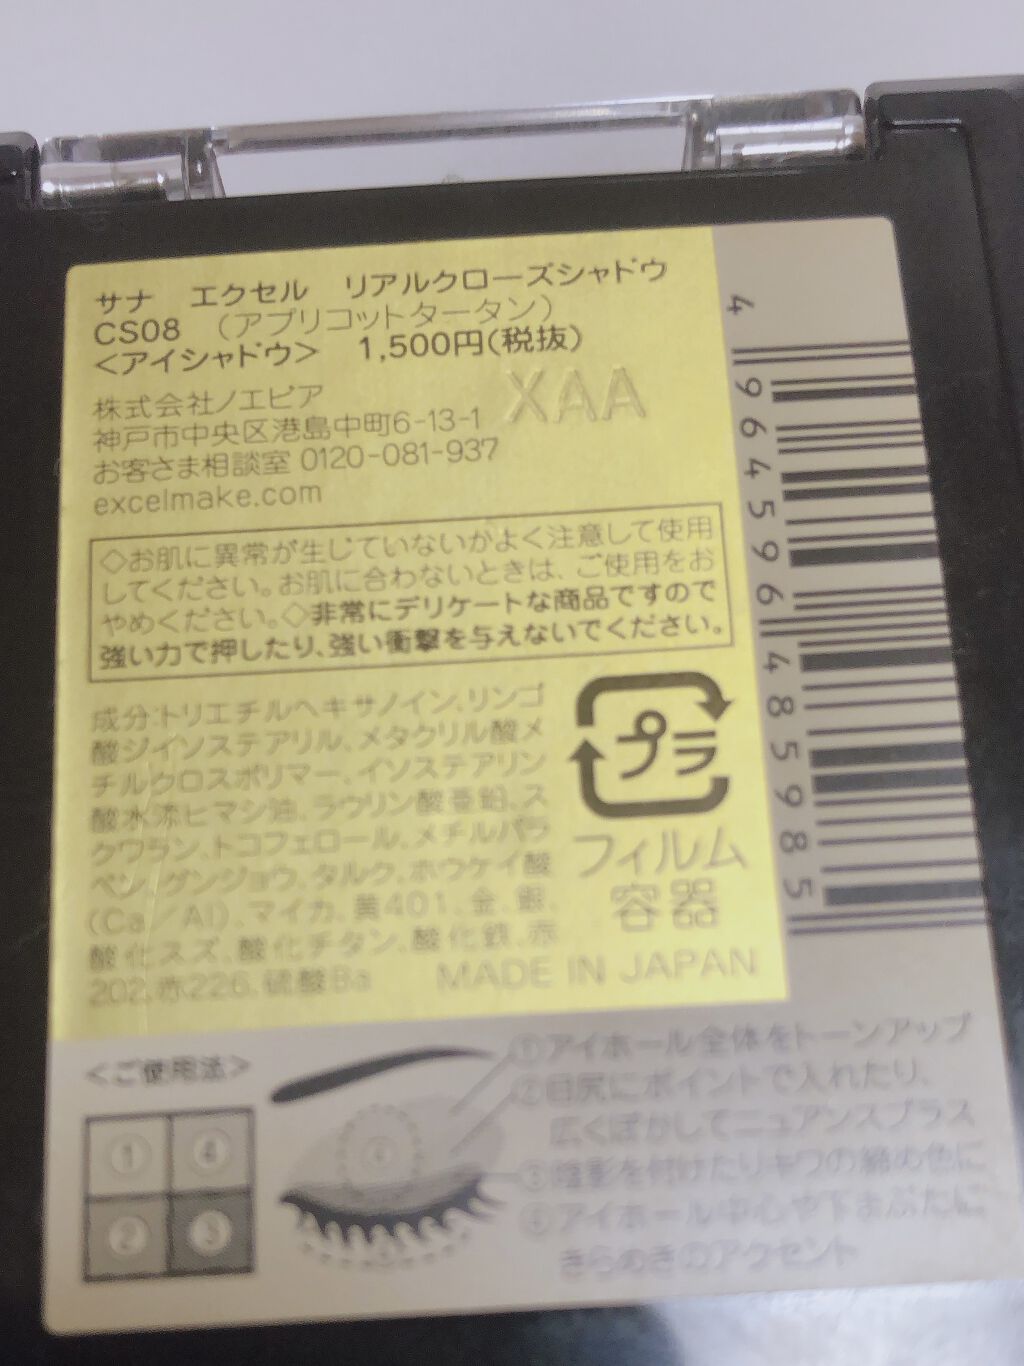 サナ　エクセル　リアルクローズシャドウ
CS08　（アプリコットタータン）
<アイシャドウ>　1,500円(税抜)
XAA
株式会社ノエビア
神戸市中央区港島中町6-13-1
お客さま相談室 0120-081-937
excelmake.com
◇お肌に異常が生じていないかよく注意して使用
してください。お肌に合わないときは、ご使用をお
やめください。◇非常にデリケートな商品ですので
強い力で押したり、強い衝撃を与えないでください。
成分:トリエチルヘキサノイン、リンゴ
酸ジイソステアリル、メタクリル酸メ
チルクロスポリマー、イソステアリン
酸水添ヒマシ油、ラウリン酸亜鉛、ス
クワラン、トコフェロール、メチルパラ
ベン、グンジョウ、タルク、ホウケイ酸
(Ca／Al)、マイカ、黄401、金、銀、
酸化スズ、酸化チタン、酸化鉄、赤
202、赤226、硫酸Ba
プラ
フィルム
容器
MADE IN JAPAN
4 964596 485985
<ご使用法>
① ④
② ③
④
①アイホール全体をトーンアップ
②目尻にポイントで入れたり、
広くぼかしてニュアンスプラス
③陰影を付けたりキワの締め色に
④アイホール中心や下まぶたに
きらめきのアクセント